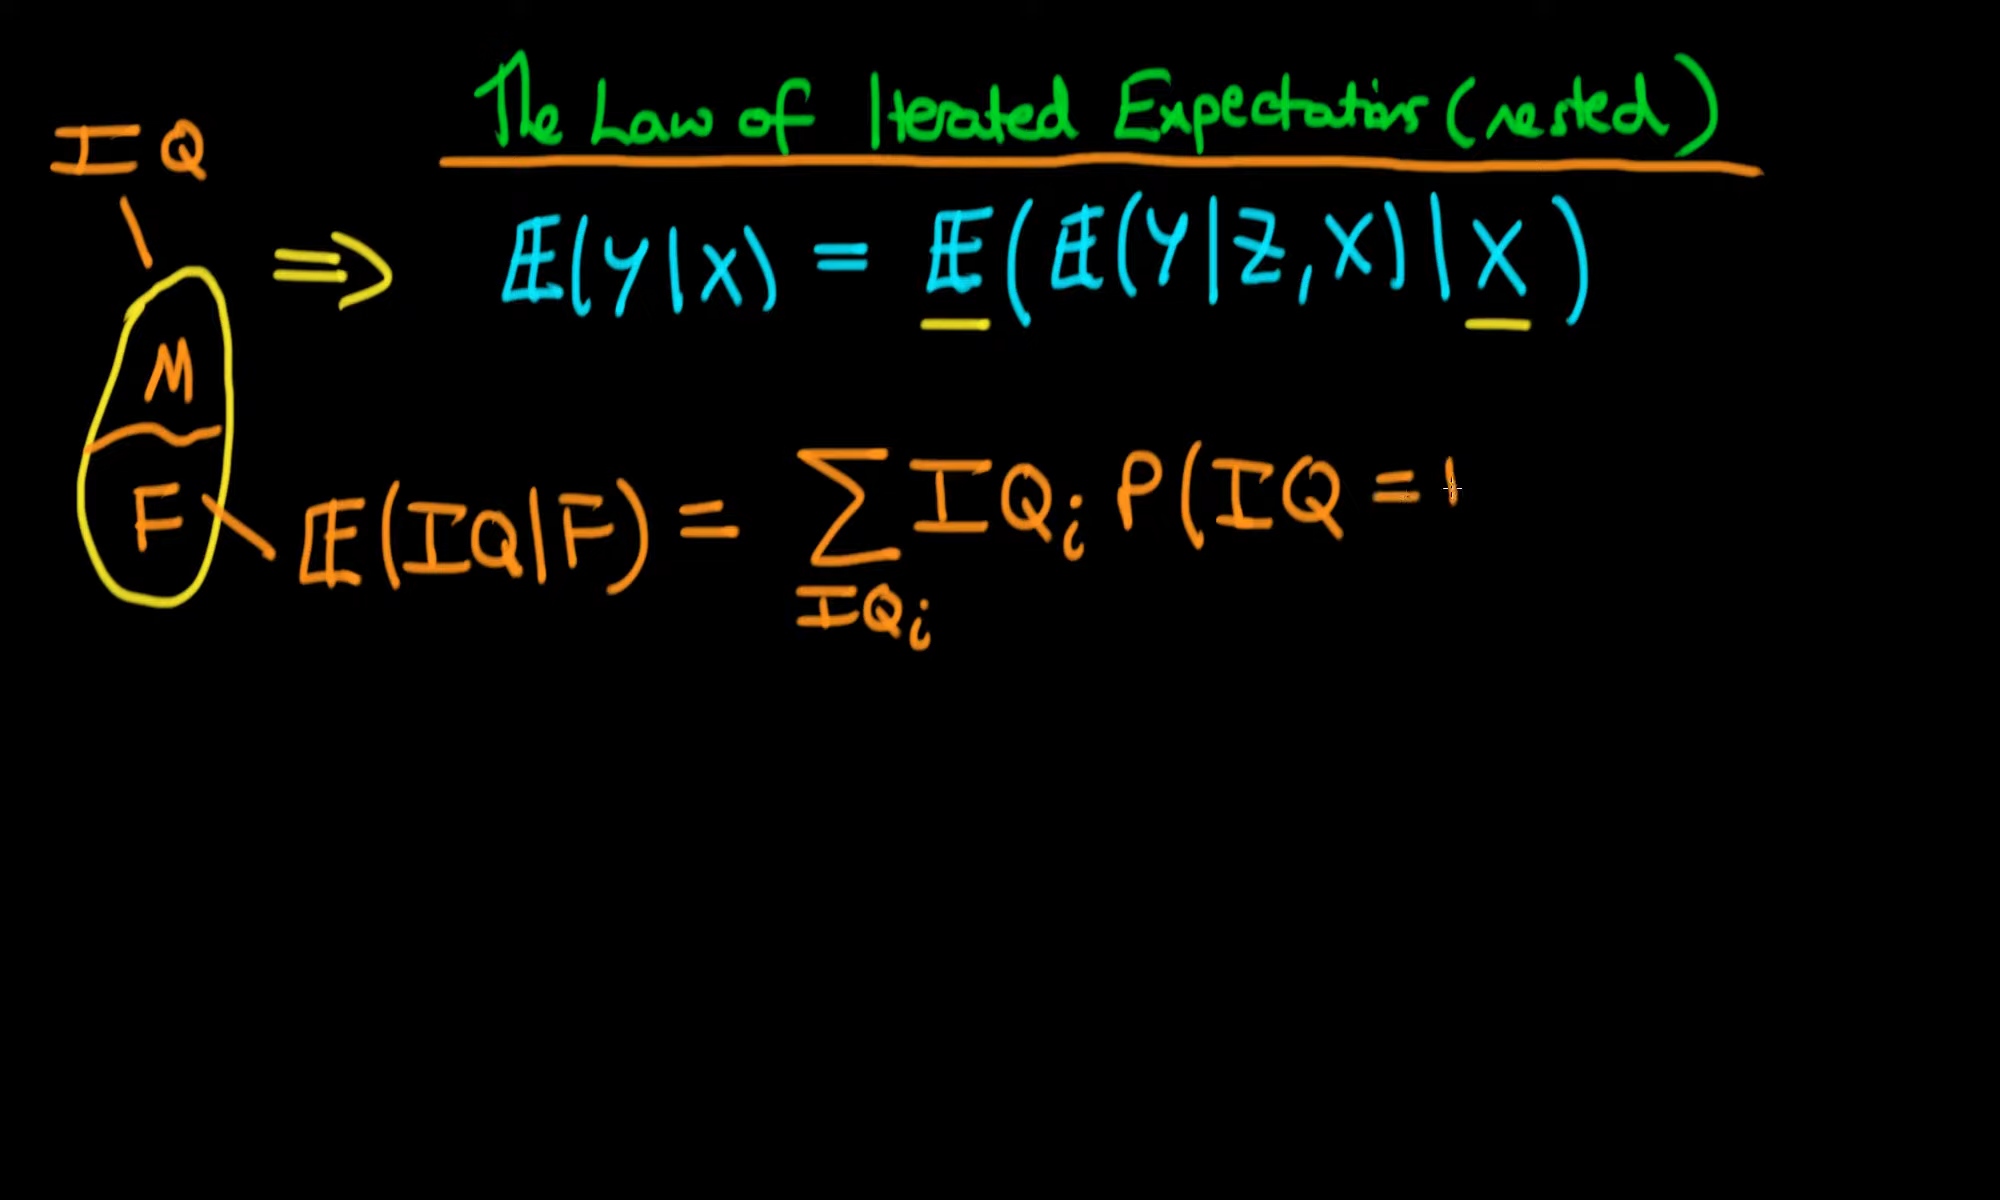 The Law of Iterated Expectations (nested)
IQ
⇒ 𝔼(Y|X) = 𝔼(𝔼(Y|Z,X)|X)
M
F
𝔼(IQ|F) = ∑ IQi P(IQ = I
IQi